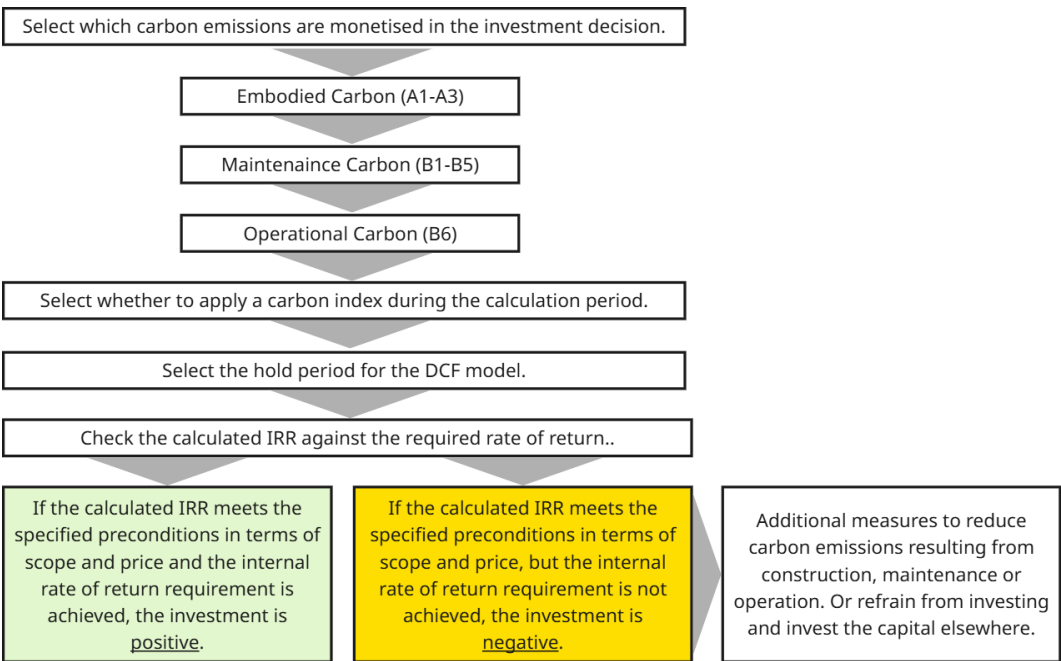 Select which carbon emissions are monetised in the investment decision.
Embodied Carbon (A1-A3)
Maintenaince Carbon (B1-B5)
Operational Carbon (B6)
Select whether to apply a carbon index during the calculation period.
Select the hold period for the DCF model.
Check the calculated IRR against the required rate of return..
If the calculated IRR meets the
specified preconditions in terms of
scope and price and the internal
rate of return requirement is
achieved, the investment is
positive.
If the calculated IRR meets the
specified preconditions in terms of
scope and price, but the internal
rate of return requirement is not
achieved, the investment is
negative.
Additional measures to reduce
carbon emissions resulting from
construction, maintenance or
operation. Or refrain from investing
and invest the capital elsewhere.